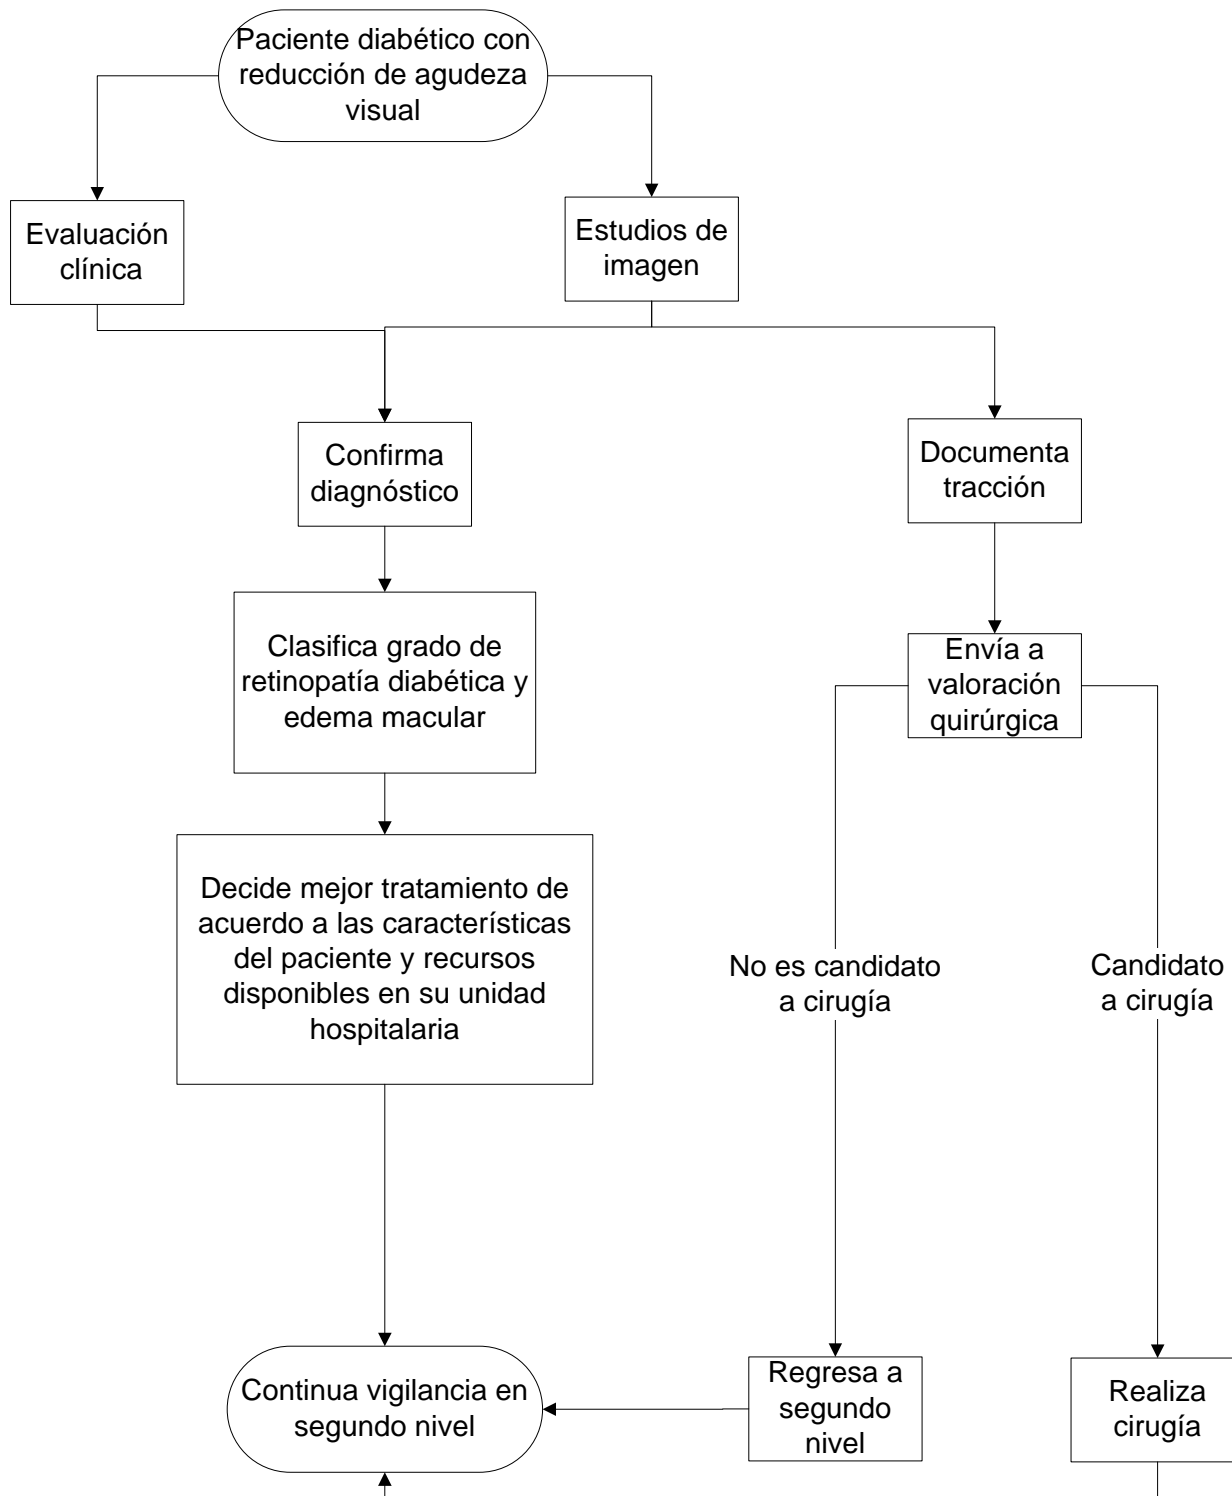 Paciente diabético con
reducción de agudeza
visual
Evaluación
clínica
Estudios de
imagen
Confirma
diagnóstico
Documenta
tracción
Clasifica grado de
retinopatía diabética y
edema macular
Envía a
valoración
quirúrgica
Decide mejor tratamiento de
acuerdo a las características
del paciente y recursos
disponibles en su unidad
hospitalaria
No es candidato
a cirugía
Candidato
a cirugía
Continua vigilancia en
segundo nivel
Regresa a
segundo
nivel
Realiza
cirugía